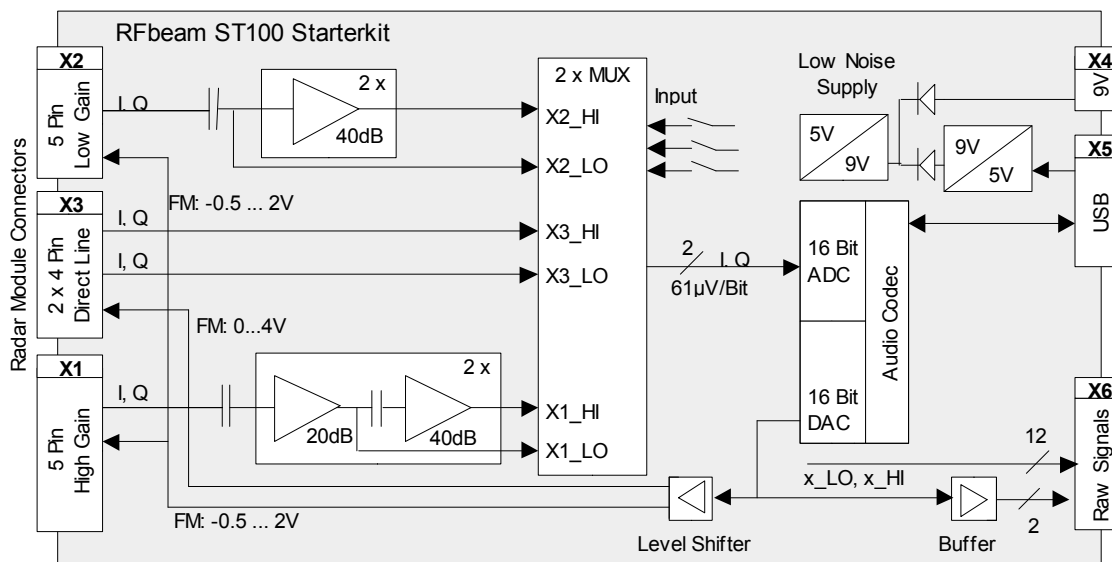 RFbeam ST100 Starterkit
Radar Module Connectors
X2
5 Pin
Low Gain
I, Q
2 x
40dB
FM: -0.5 ... 2V
X3
2 x 4 Pin
Direct Line
I, Q
I, Q
FM: 0...4V
X1
5 Pin
High Gain
I, Q
20dB
2 x
40dB
FM: -0.5 ... 2V
2 x MUX
X2_HI
X2_LO
X3_HI
X3_LO
X1_HI
X1_LO
Input
2
I, Q
61µV/Bit
Low Noise
Supply
5V
9V
9V
5V
16 Bit
ADC
16 Bit
DAC
Audio Codec
X4
9V
X5
USB
X6
Raw Signals
12
x_LO, x_HI
2
Level Shifter
Buffer